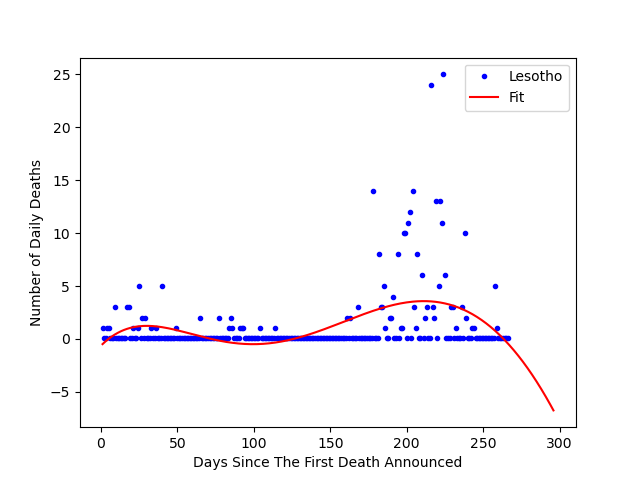 25
20
15
10
5
0
−5
0 50 100 150 200 250 300
Number of Daily Deaths
Days Since The First Death Announced
Lesotho
Fit